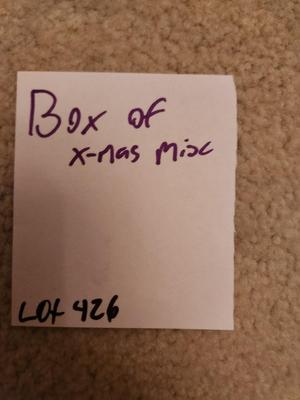 Box of
X-mas Misc
Lot 426